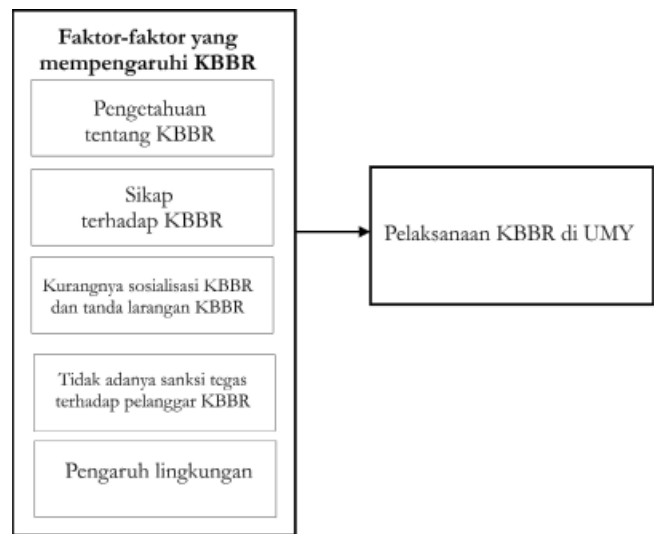 Faktor-faktor yang
mempengaruhi KBBR
Pengetahuan
tentang KBBR
Sikap
terhadap KBBR
Kurangnya sosialisasi KBBR
dan tanda larangan KBBR
Tidak adanya sanksi tegas
terhadap pelanggar KBBR
Pengaruh lingkungan
Pelaksanaan KBBR di UMY